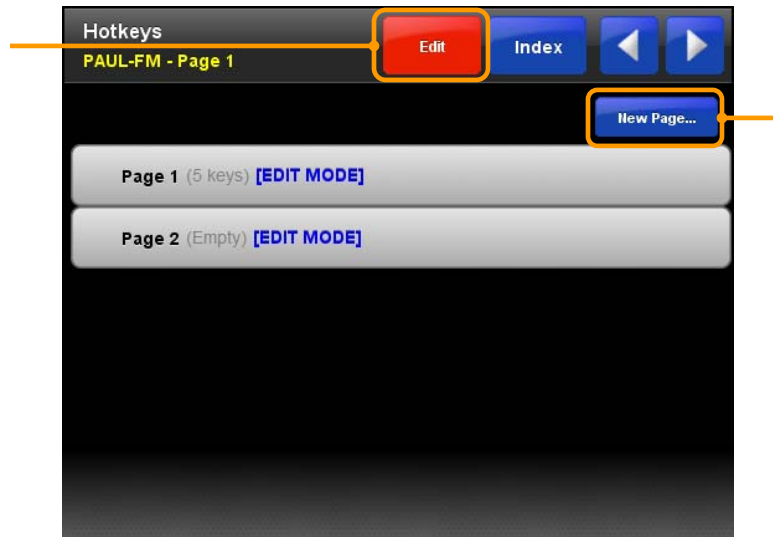 Hotkeys
PAUL-FM - Page 1
Edit
Index
New Page...
Page 1 (5 keys) [EDIT MODE]
Page 2 (Empty) [EDIT MODE]